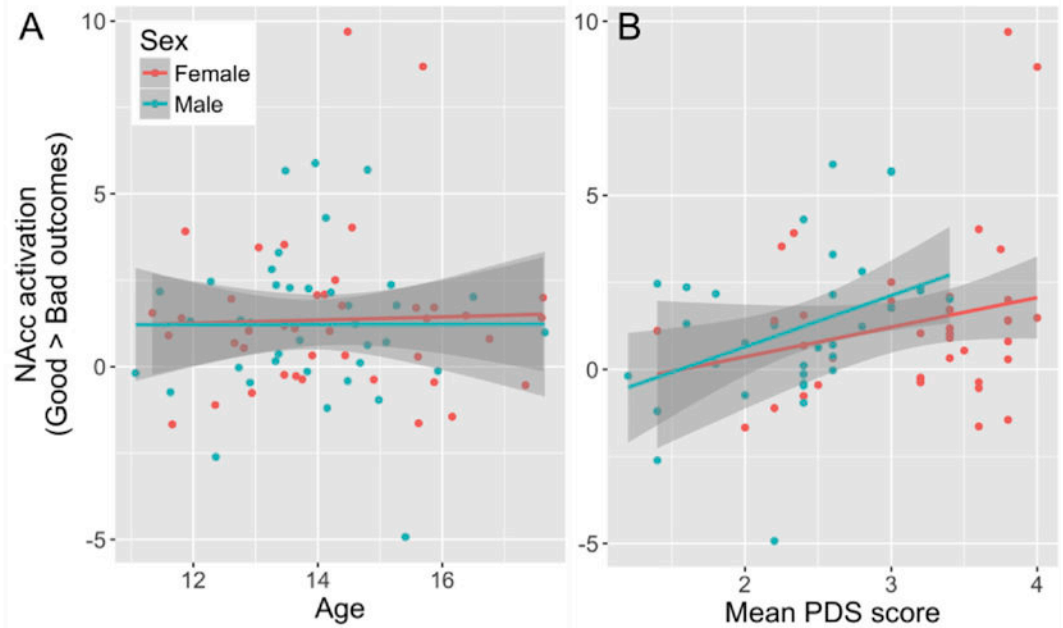 A
B
Sex
Female
Male
NAcc activation
(Good > Bad outcomes)
10
5
0
-5
12
14
16
Age
10
5
0
-5
2
3
4
Mean PDS score